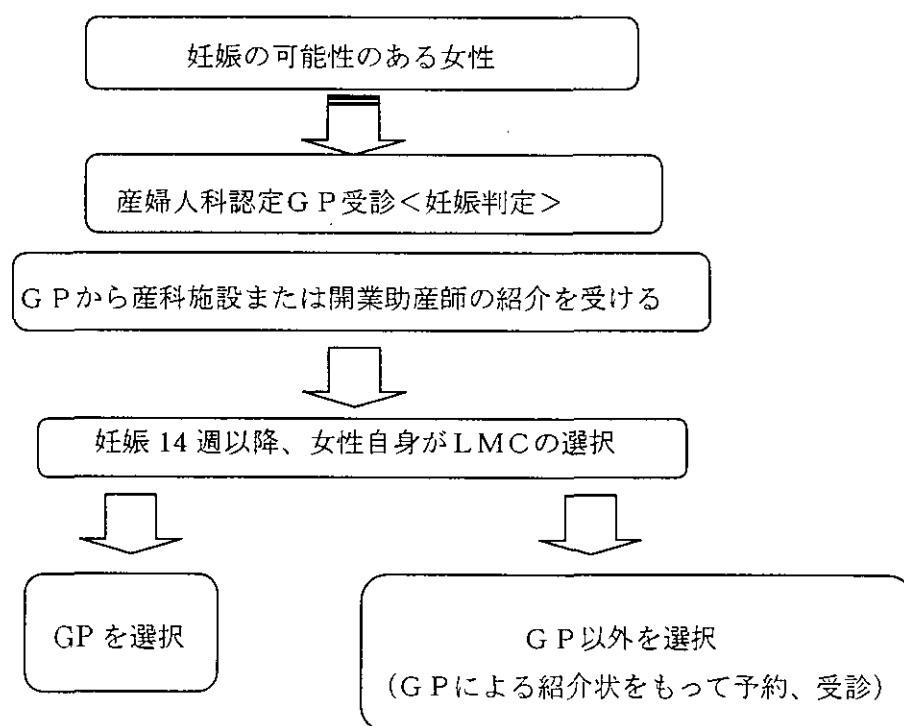 妊娠の可能性のある女性
産婦人科認定GP受診<妊娠判定>
GPから産科施設または開業助産師の紹介を受ける
妊娠14週以降、女性自身がLMCの選択
GPを選択
GP以外を選択
(GPによる紹介状をもって予約、受診)